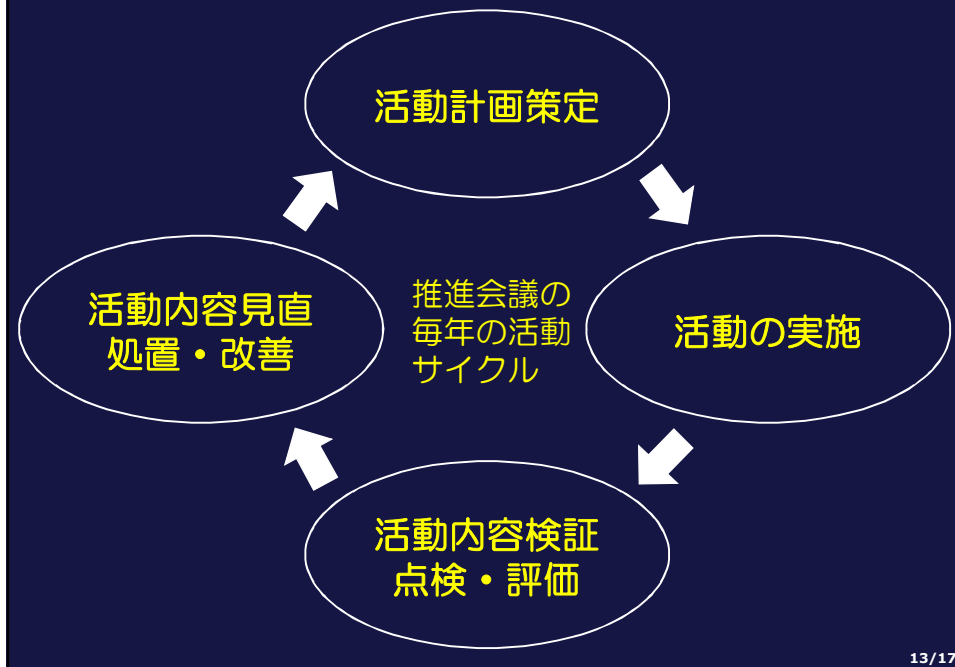 活動計画策定
活動内容見直
処置・改善
推進会議の
毎年の活動
サイクル
活動の実施
活動内容検証
点検・評価
13/17